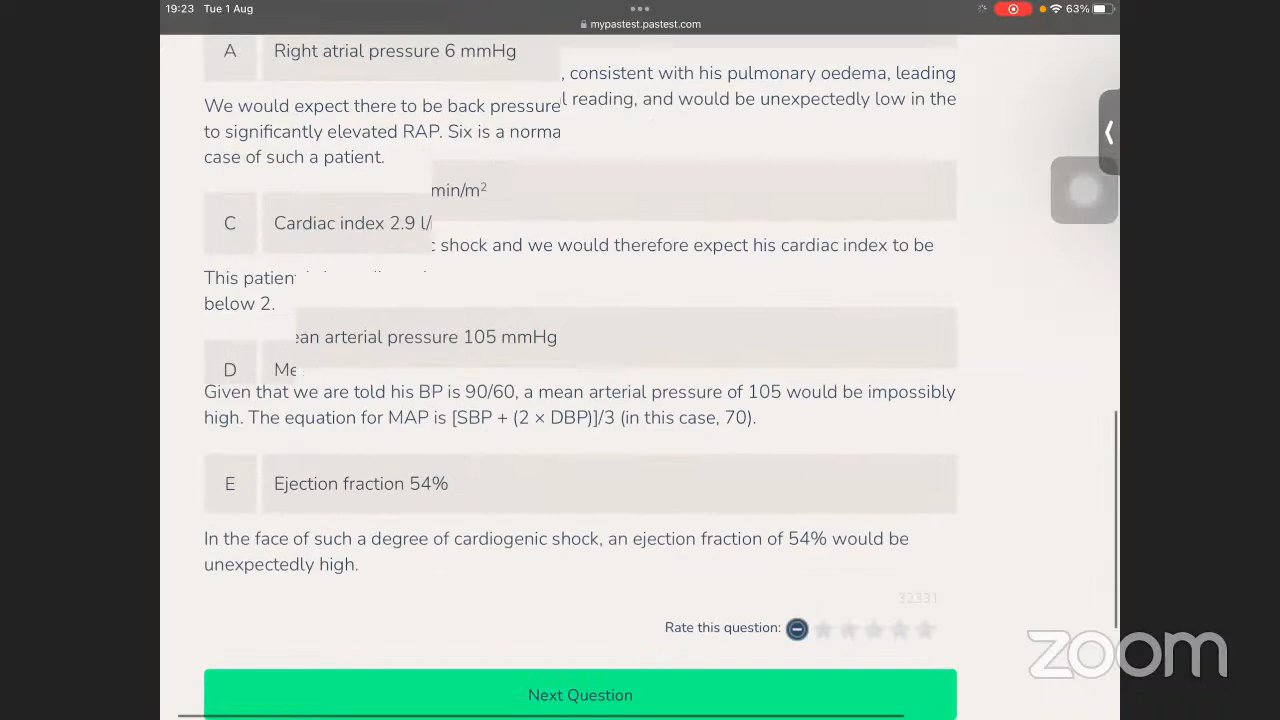 19:23 Tue 1 Aug
mypastest.pastest.com
63%
A Right atrial pressure 6 mmHg
, consistent with his pulmonary oedema, leading
We would expect there to be back pressure
l reading, and would be unexpectedly low in the
to significantly elevated RAP. Six is a norma
case of such a patient.
min/m²
C Cardiac index 2.9 l/
shock and we would therefore expect his cardiac index to be
This patien
below 2.
ean arterial pressure 105 mmHg
D Me
Given that we are told his BP is 90/60, a mean arterial pressure of 105 would be impossibly
high. The equation for MAP is [SBP + (2 × DBP)]/3 (in this case, 70).
E Ejection fraction 54%
In the face of such a degree of cardiogenic shock, an ejection fraction of 54% would be
unexpectedly high.
32331
Rate this question:
zoom
Next Question